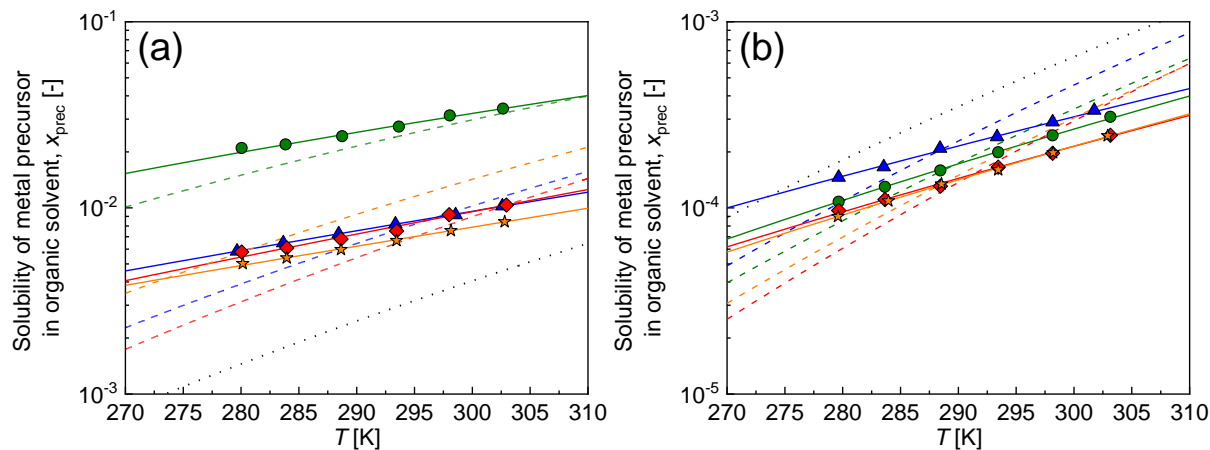 (a)
Solubility of metal precursor
in organic solvent, x_prec [-]
10^-1
10^-2
10^-3
270 275 280 285 290 295 300 305 310
T [K]
(b)
Solubility of metal precursor
in organic solvent, x_prec [-]
10^-3
10^-4
10^-5
270 275 280 285 290 295 300 305 310
T [K]